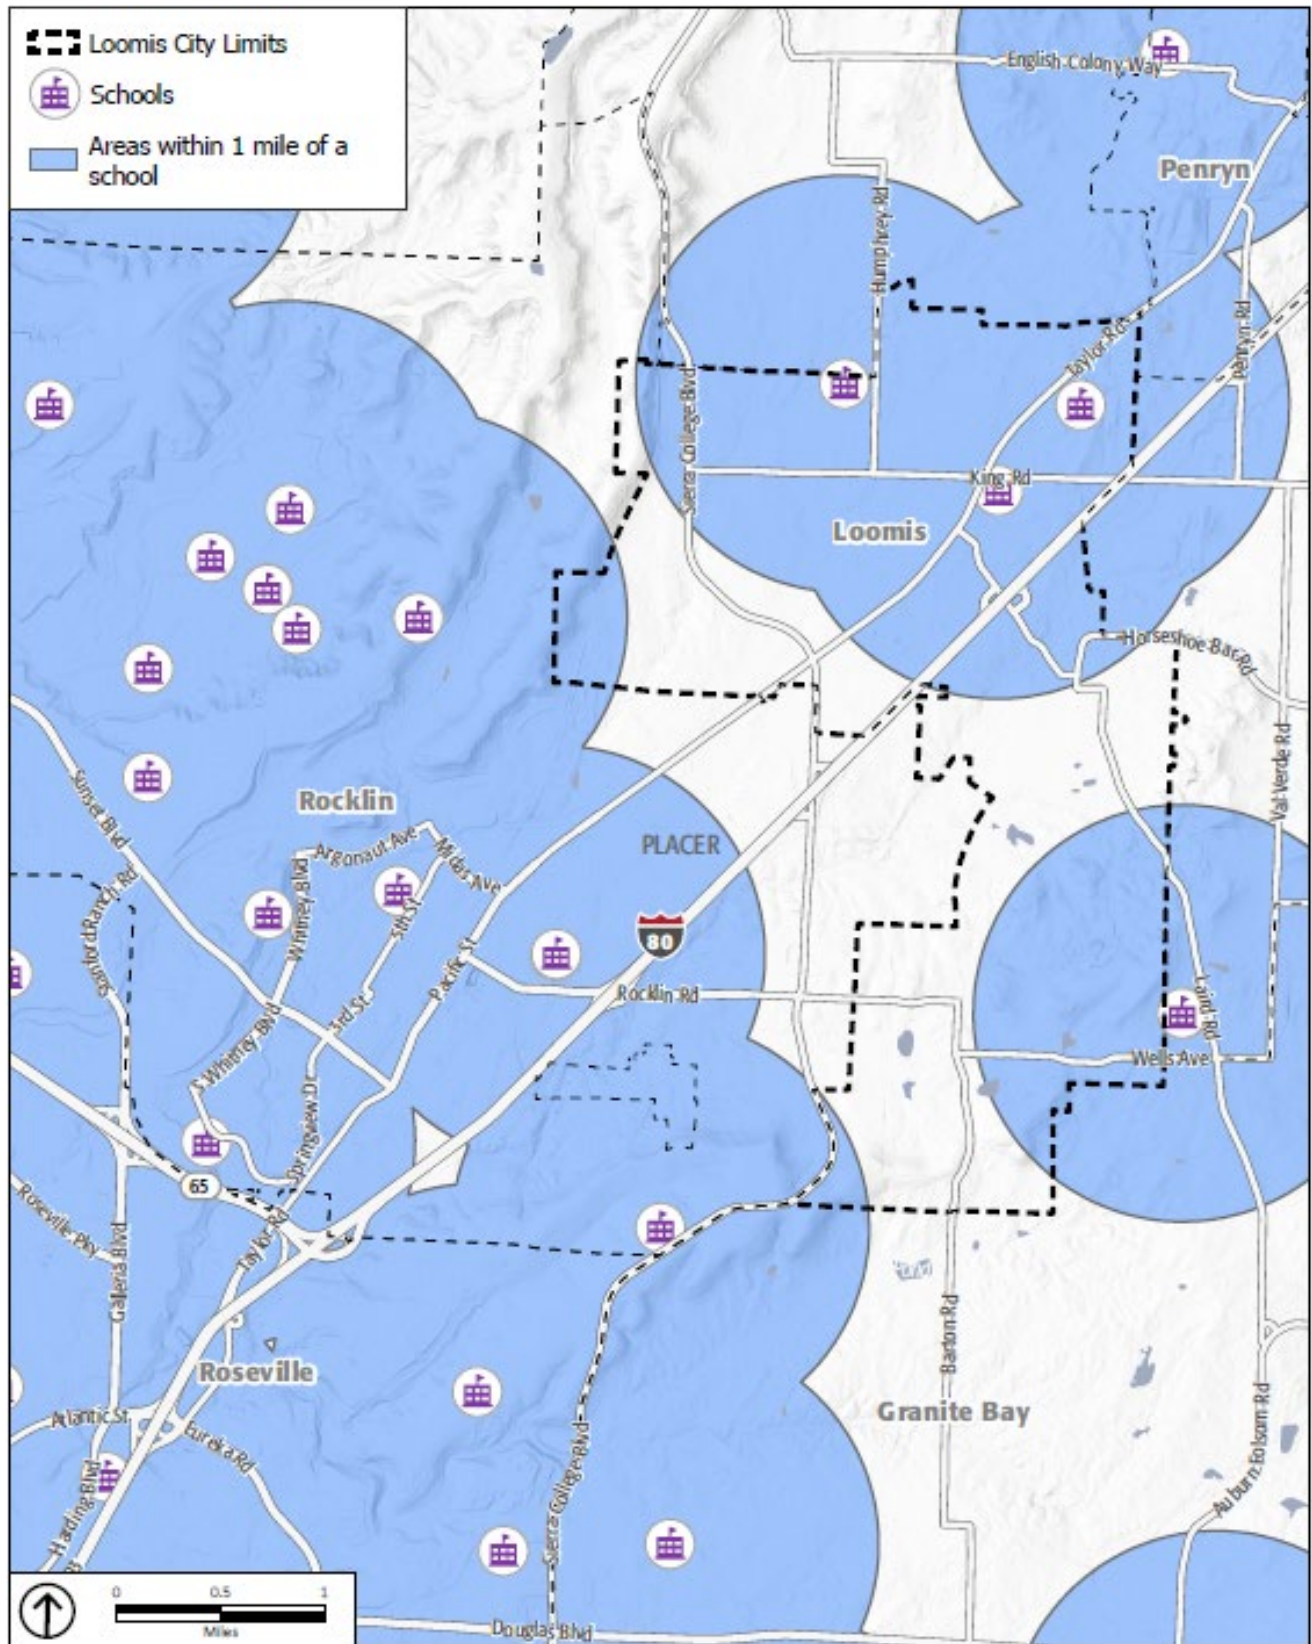 Loomis City Limits
Schools
Areas within 1 mile of a
school
English Colony Way
Penryn
Humphrey Rd
Taylor Rd
Penryn Rd
Sierra College Blvd
King Rd
Loomis
Horseshoe Bar Rd
Val Verde Rd
Rocklin
PLACER
Sunset Blvd
Argonaut Ave
Midas Ave
Stanford Ranch Rd
Whitney Blvd
5th St
80
Pacific St
Rocklin Rd
3rd St
Laird Rd
S Whitney Blvd
Wells Ave
Springview Dr
65
Roseville Pky
Galleria Blvd
Taylor Rd
Barton Rd
Roseville
Granite Bay
Atlantic St
Eureka Rd
Harding Blvd
Sierra College Blvd
Auburn Folsom Rd
0 0.5 1
Miles
Douglas Blvd